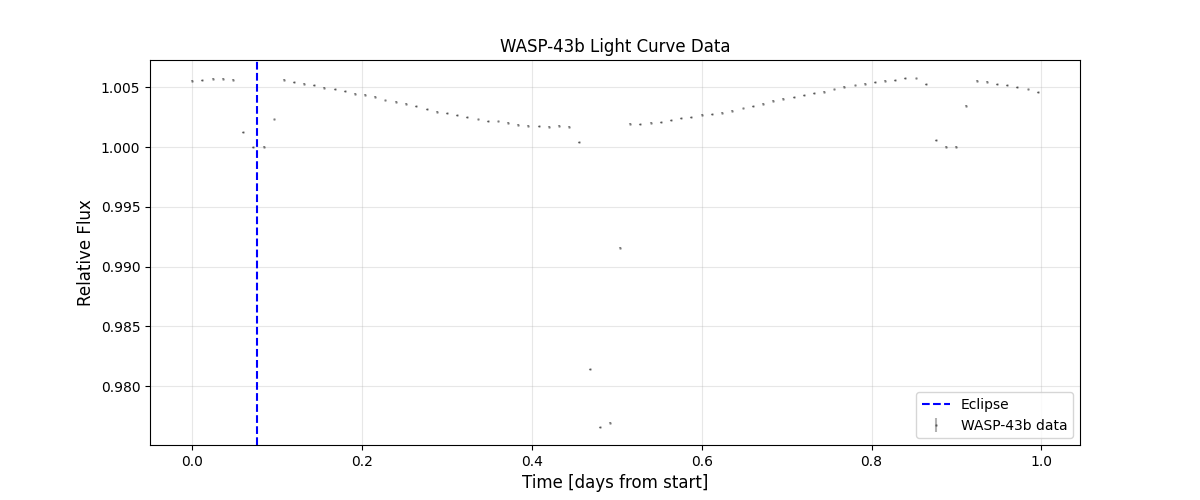 WASP-43b Light Curve Data
Relative Flux
1.005
1.000
0.995
0.990
0.985
0.980
0.0 0.2 0.4 0.6 0.8 1.0
Time [days from start]
Eclipse
WASP-43b data